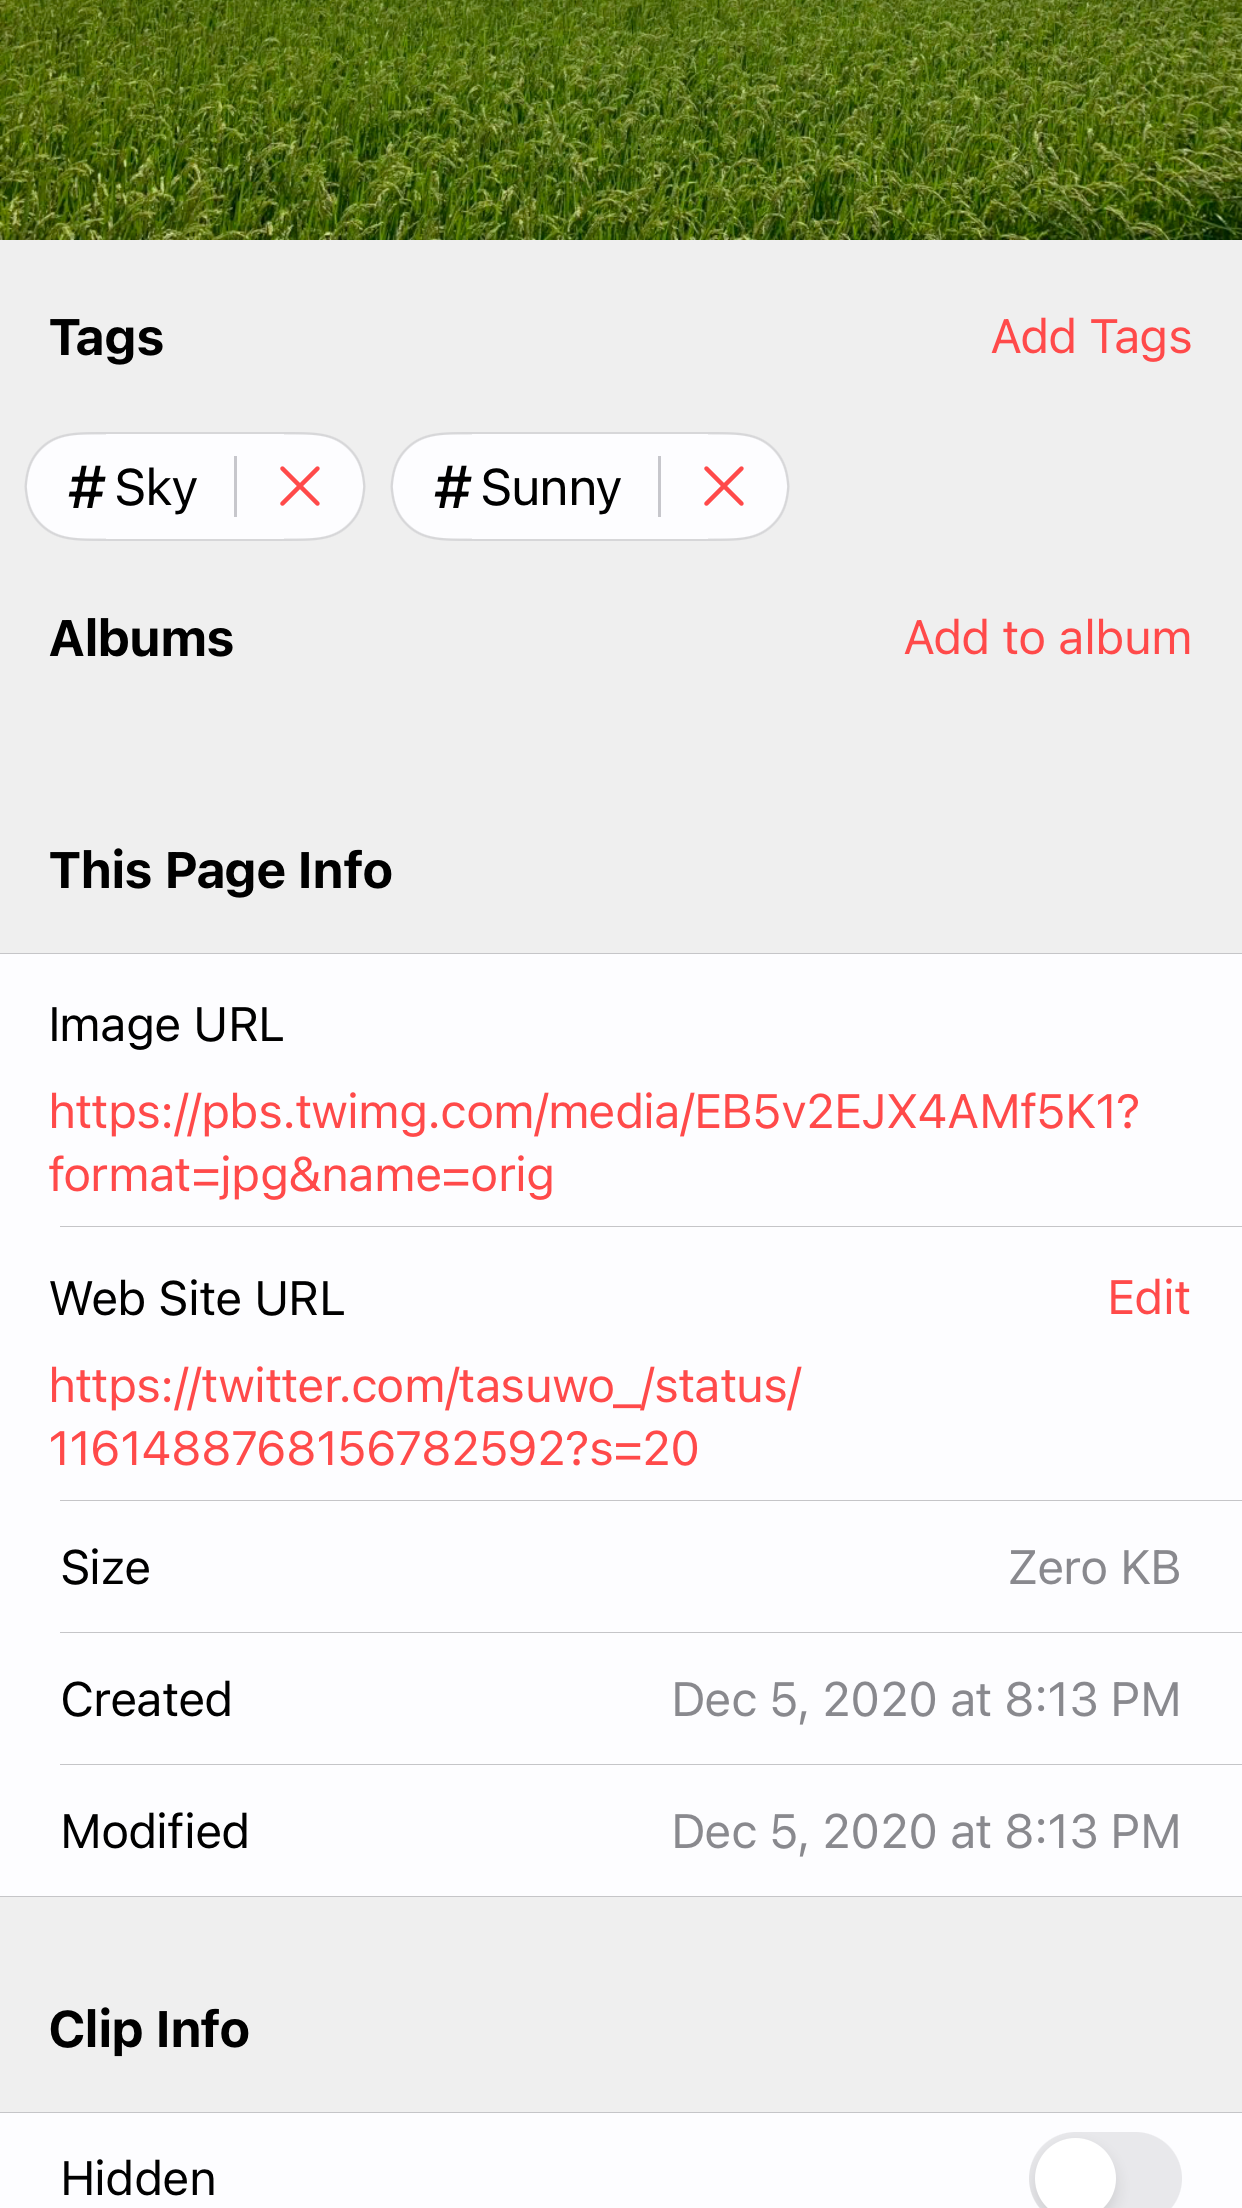 Tags
Add Tags
# Sky
# Sunny
Albums
Add to album
This Page Info
Image URL
https://pbs.twimg.com/media/EB5v2EJX4AMf5K1?
format=jpg&name=orig
Web Site URL
Edit
https://twitter.com/tasuwo_/status/
1161488768156782592?s=20
Size
Zero KB
Created
Dec 5, 2020 at 8:13 PM
Modified
Dec 5, 2020 at 8:13 PM
Clip Info
Hidden